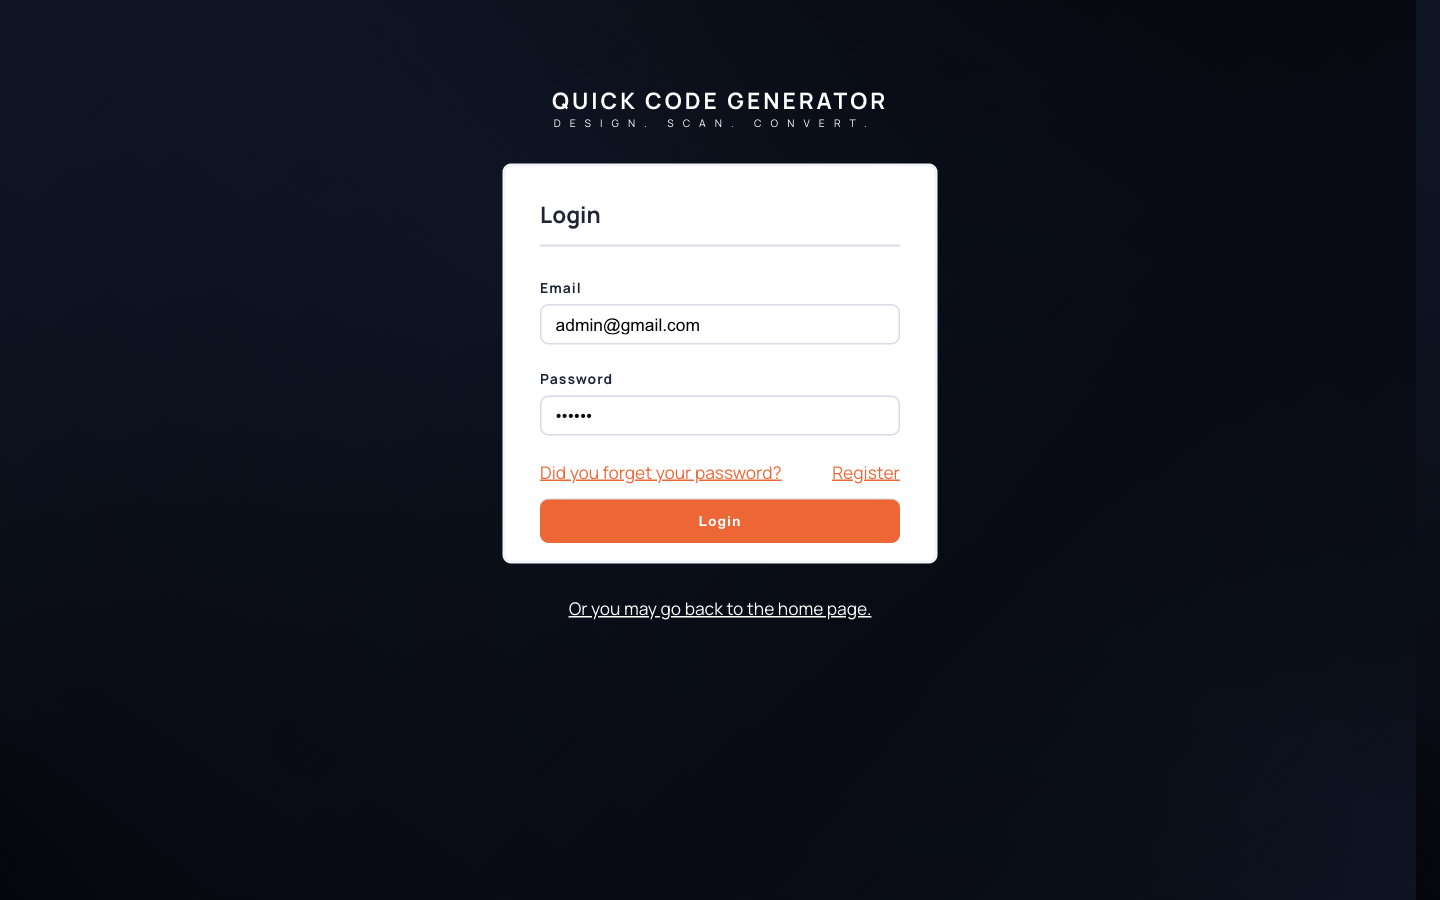 QUICK CODE GENERATOR
DESIGN. SCAN. CONVERT.
Login
Email
admin@gmail.com
Password
••••••
Did you forget your password? Register
Login
Or you may go back to the home page.